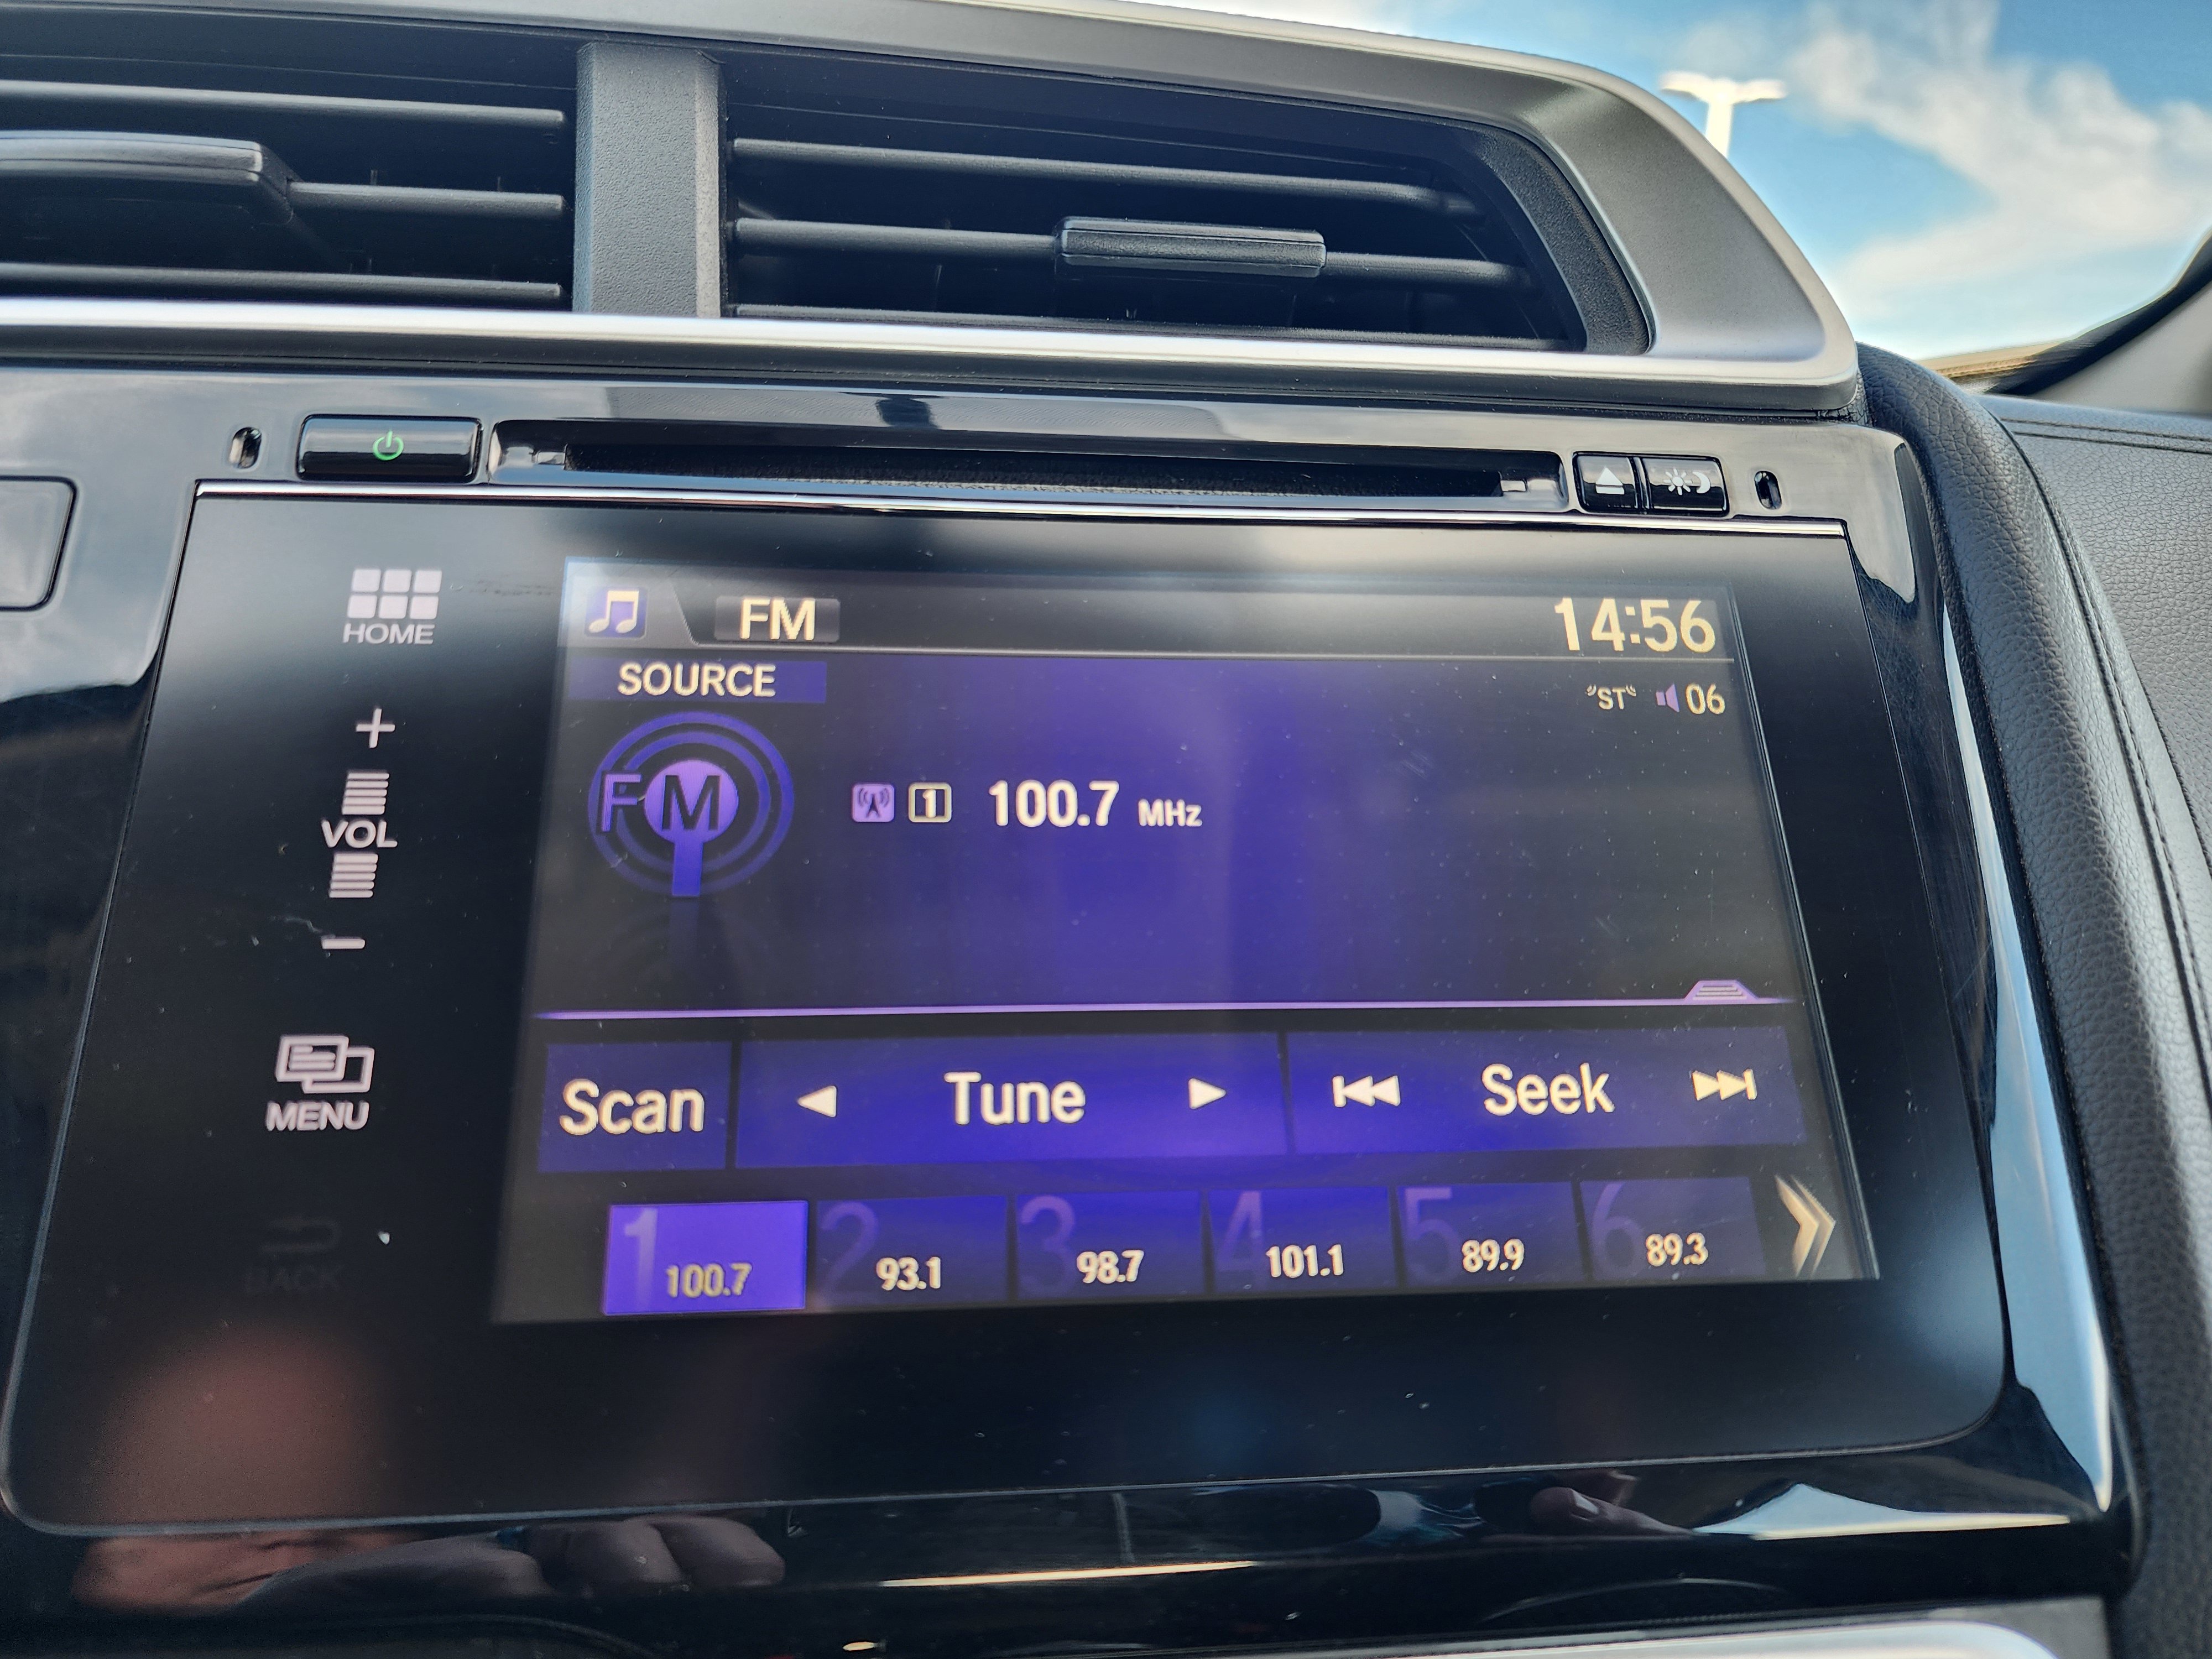 HOME
FM 14:56
SOURCE
"ST" 06
+
FM
1 100.7 MHz
VOL
-
MENU
Scan Tune Seek
BACK
1 100.7 2 93.1 3 98.7 4 101.1 5 89.9 6 89.3